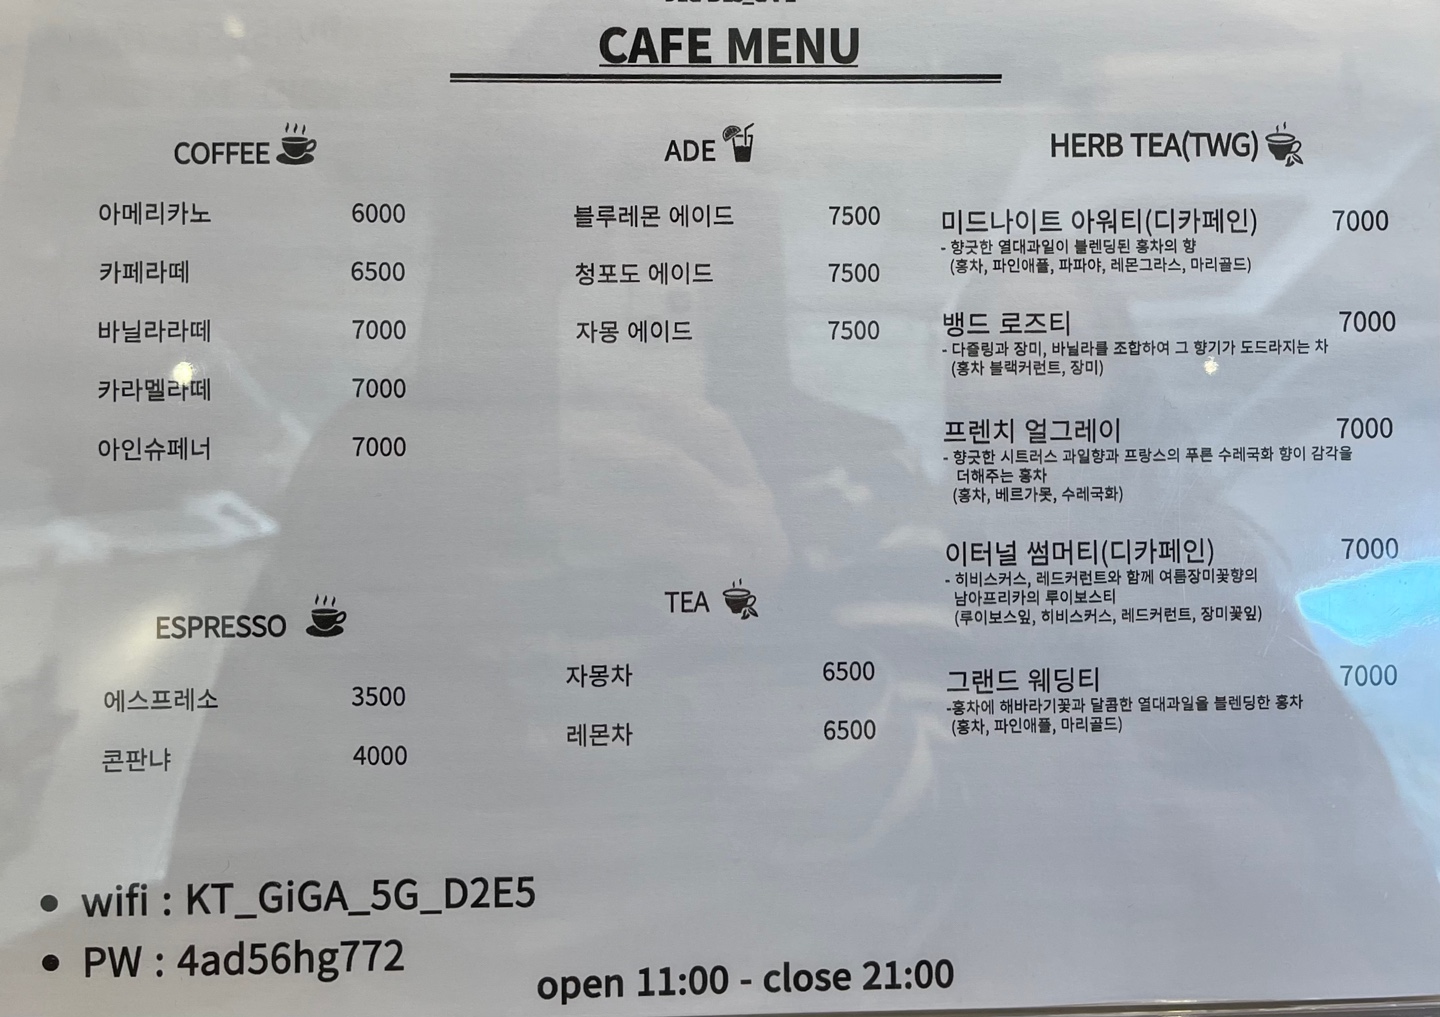 CAFE MENU
COFFEE
아메리카노 6000
카페라떼 6500
바닐라라떼 7000
카라멜라떼 7000
아인슈페너 7000
ESPRESSO
에스프레소 3500
콘판냐 4000
ADE
블루레몬 에이드 7500
청포도 에이드 7500
자몽 에이드 7500
TEA
자몽차 6500
레몬차 6500
HERB TEA(TWG)
미드나이트 아워티(디카페인) 7000
- 향긋한 열대과일이 블렌딩된 홍차의 향
(홍차, 파인애플, 파파야, 레몬그라스, 마리골드)
뱅드 로즈티 7000
- 다즐링과 장미, 바닐라를 조합하여 그 향기가 도드라지는 차
(홍차 블랙커런트, 장미)
프렌치 얼그레이 7000
- 향긋한 시트러스 과일향과 프랑스의 푸른 수레국화 향이 감각을
더해주는 홍차
(홍차, 베르가못, 수레국화)
이터널 썸머티(디카페인) 7000
- 히비스커스, 레드커런트와 함께 여름장미꽃향의
남아프리카의 루이보스티
(루이보스잎, 히비스커스, 레드커런트, 장미꽃잎)
그랜드 웨딩티 7000
-홍차에 해바라기꽃과 달콤한 열대과일을 블렌딩한 홍차
(홍차, 파인애플, 마리골드)
• wifi : KT_GiGA_5G_D2E5
• PW : 4ad56hg772
open 11:00 - close 21:00